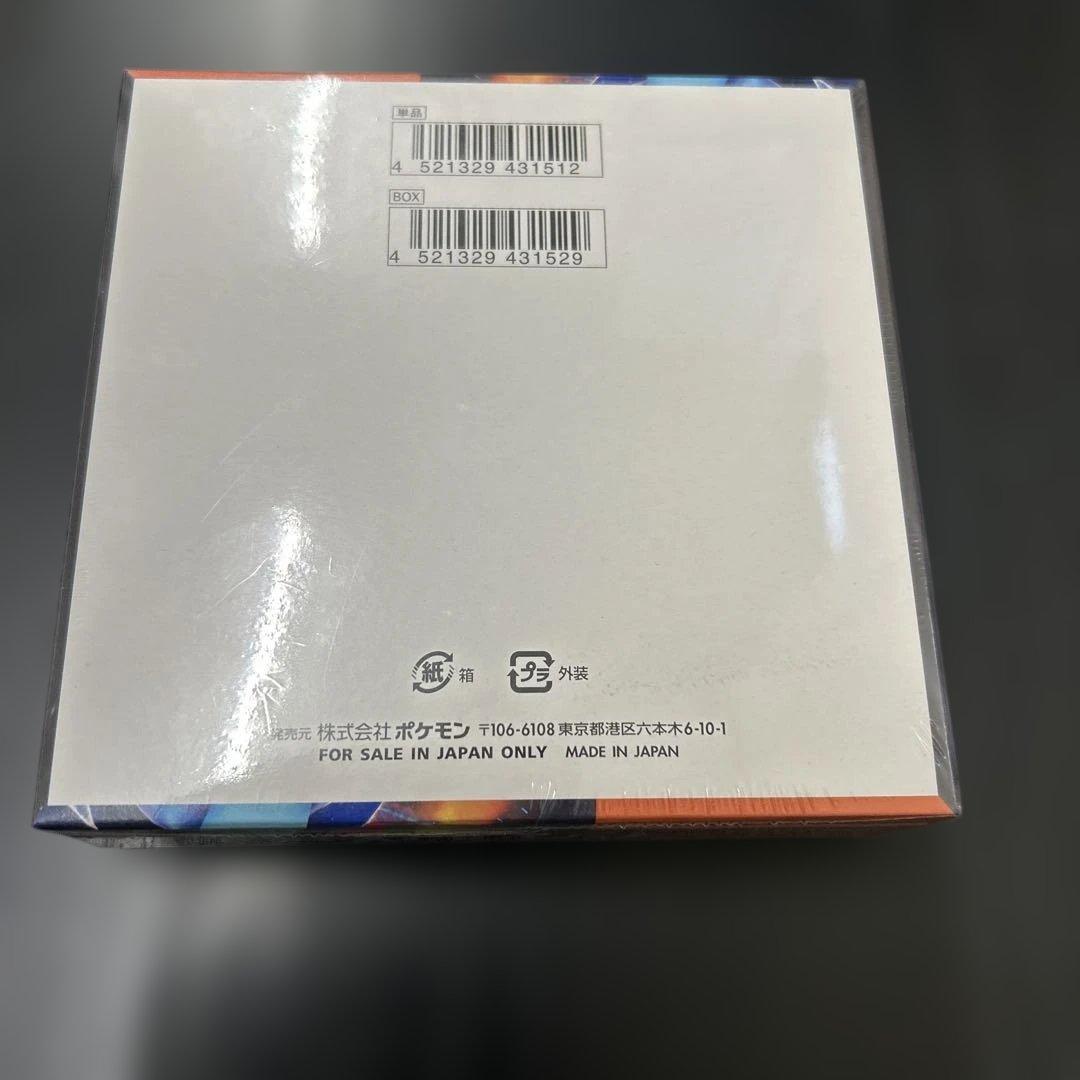 単品
4 521329 431512
BOX
4 521329 431529
紙 箱 プラ 外装
発売元 株式会社 ポケモン 〒106-6108 東京都港区六本木6-10-1
FOR SALE IN JAPAN ONLY MADE IN JAPAN